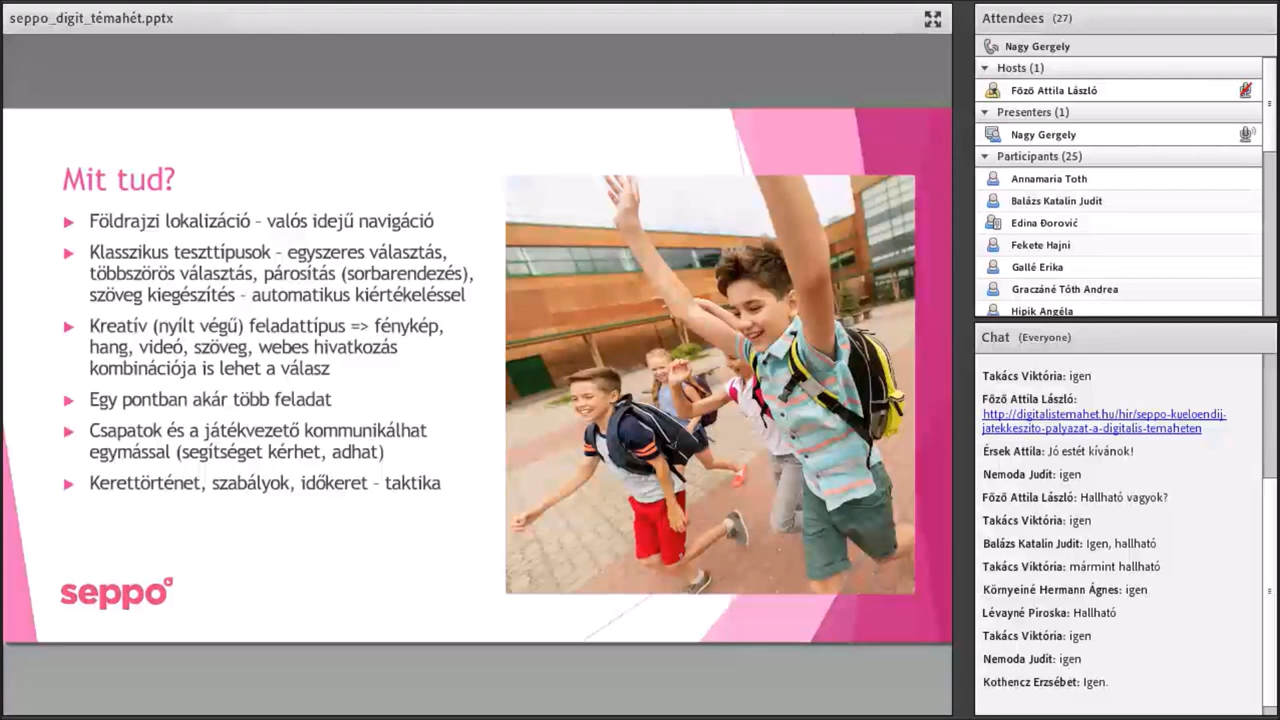 seppo_digit_témahét.pptx
Mit tud?
Földrajzi lokalizáció – valós idejű navigáció
Klasszikus teszttípusok – egyszeres választás,
többszörös választás, párosítás (sorbarendezés),
szöveg kiegészítés – automatikus kiértékeléssel
Kreatív (nyílt végű) feladattipus => fénykép,
hang, videó, szöveg, webes hivatkozás
kombinációja is lehet a válasz
Egy pontban akár több feladat
Csapatok és a játékvezető kommunikálhat
egymással (segítséget kérhet, adhat)
Kerettörténet, szabályok, időkeret – taktika
seppo
Attendees (27)
Nagy Gergely
Hosts (1)
Főző Attila László
Presenters (1)
Nagy Gergely
Participants (25)
Annamaria Toth
Balázs Katalin Judit
Edina Đorović
Fekete Hajni
Gallé Erika
Graczáné Tóth Andrea
Hipik Angéla
Chat (Everyone)
Takács Viktória: igen
Főző Attila László:
http://digitalistemahet.hu/hir/seppo-kueloendij-
jatekkeszito-palyazat-a-digitalis-temaheten
Érsek Attila: Jó estét kívánok!
Nemoda Judit: igen
Főző Attila László: Hallható vagyok?
Takács Viktória: igen
Balázs Katalin Judit: Igen, hallható
Takács Viktória: mármint hallható
Környeiné Hermann Ágnes: igen
Lévayné Piroska: Hallható
Takács Viktória: igen
Nemoda Judit: igen
Kothencz Erzsébet: Igen.